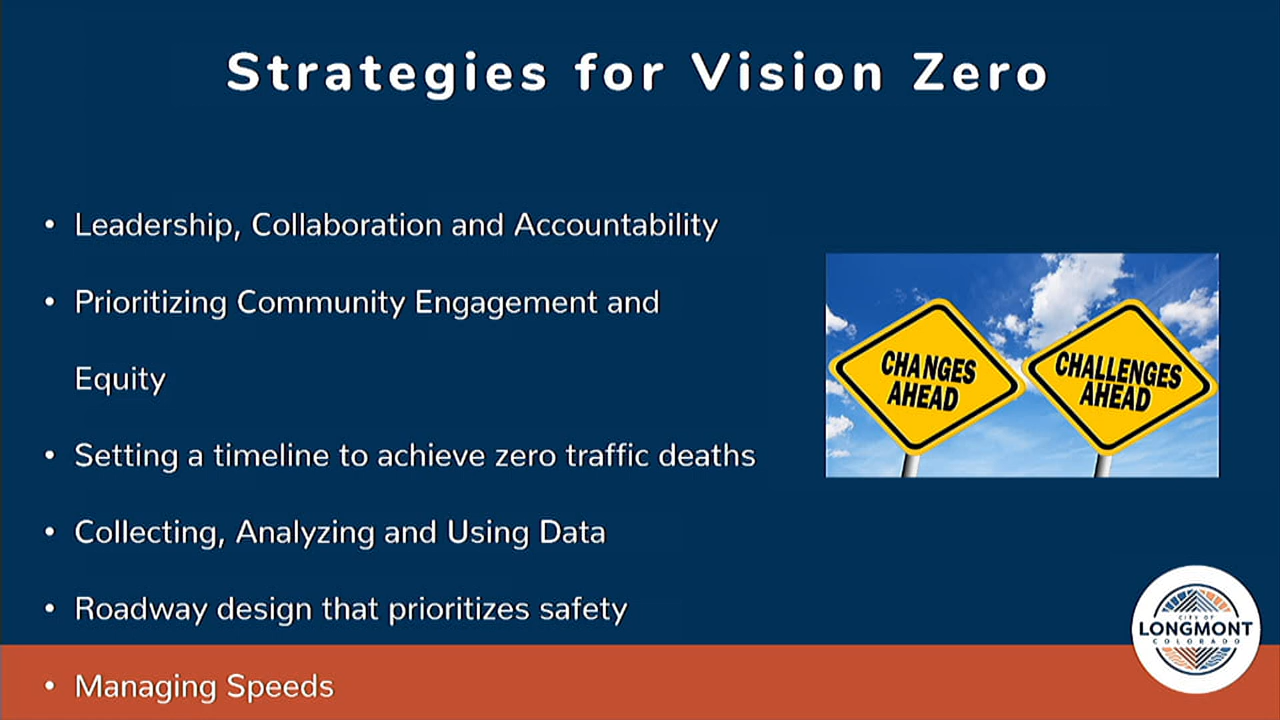 Strategies for Vision Zero
• Leadership, Collaboration and Accountability
• Prioritizing Community Engagement and
Equity
• Setting a timeline to achieve zero traffic deaths
• Collecting, Analyzing and Using Data
• Roadway design that prioritizes safety
• Managing Speeds
CHANGES
AHEAD
CHALLENGES
AHEAD
CITY OF
LONGMONT
COLORADO